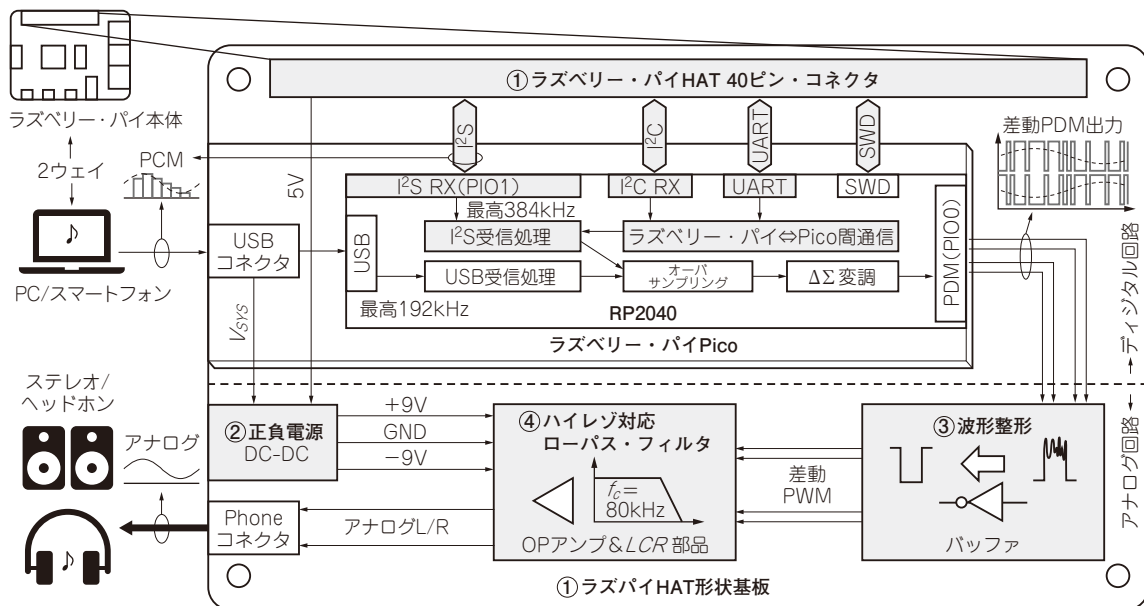 ①ラズベリー・パイHAT 40ピン・コネクタ
ラズベリー・パイ本体
2ウェイ
PCM
5V
I²S
I²C
UART
SWD
差動PDM出力
I²S RX(PIO1)
I²C RX
UART
SWD
最高384kHz
I²S受信処理
ラズベリー・パイ⇔Pico間通信
USB
コネクタ
USB
USB受信処理
オーバ
サンプリング
ΔΣ変調
PDM(PIO0)
PC/スマートフォン
最高192kHz
RP2040
VSYS
ラズベリー・パイPico
ディジタル回路
アナログ回路
ステレオ/
ヘッドホン
アナログ
②正負電源
DC-DC
+9V
GND
−9V
④ハイレゾ対応
ローパス・フィルタ
fC=
80kHz
OPアンプ&LCR部品
差動
PWM
③波形整形
バッファ
Phone
コネクタ
アナログL/R
①ラズパイHAT形状基板